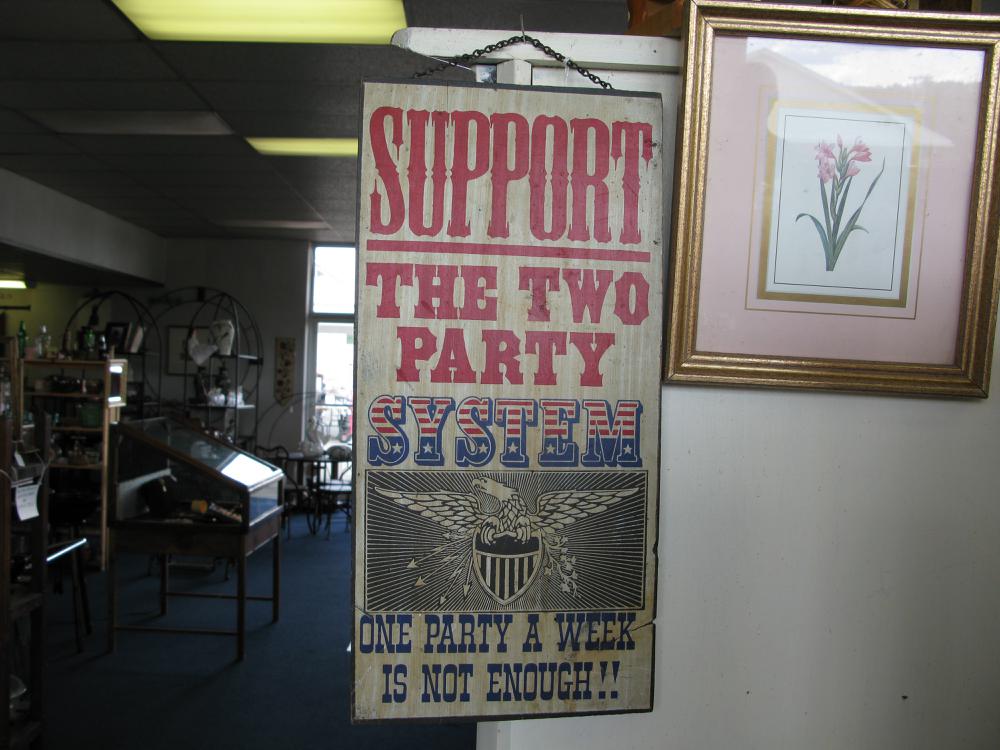 SUPPORT
THE TWO
PARTY
SYSTEM
ONE PARTY A WEEK
IS NOT ENOUGH!!